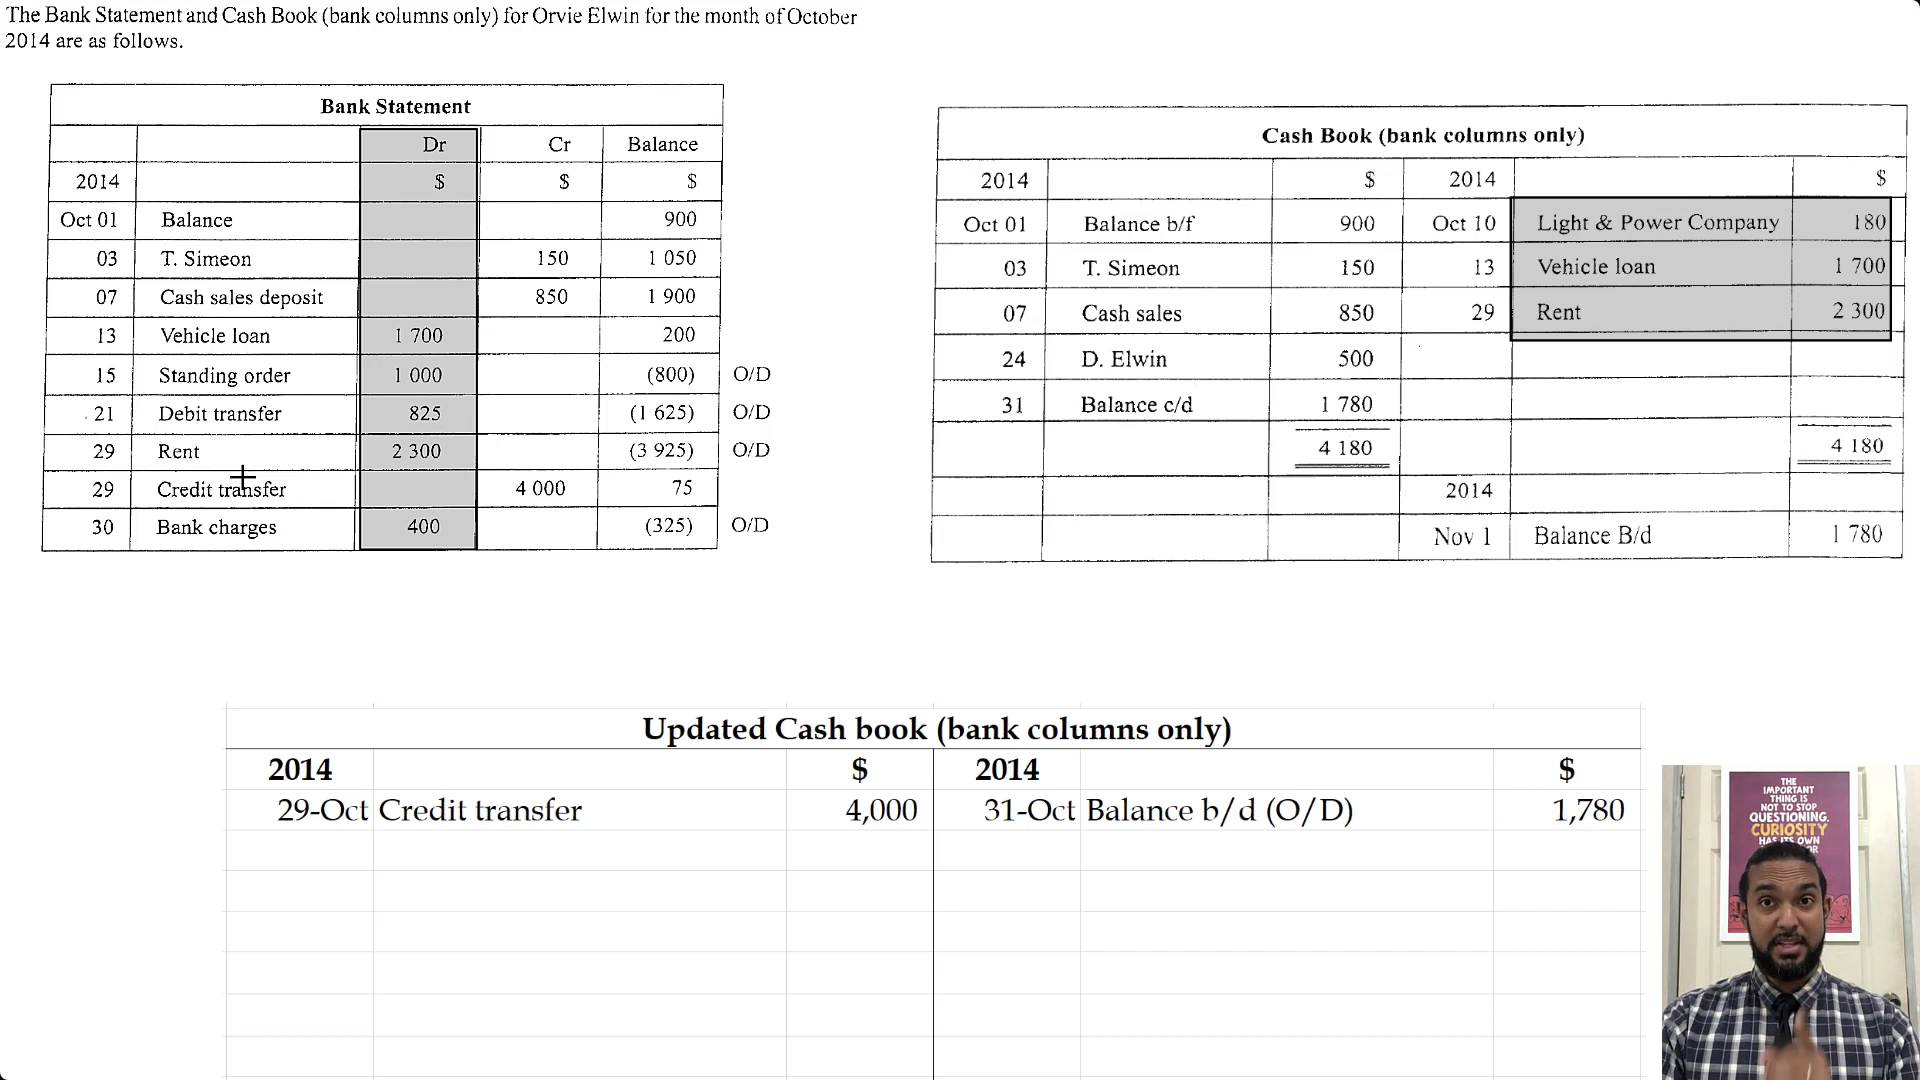 The Bank Statement and Cash Book (bank columns only) for Orvie Elwin for the month of October
2014 are as follows.
Bank Statement
Dr Cr Balance
2014 $ $ $
Oct 01 Balance 900
03 T. Simeon 150 1 050
07 Cash sales deposit 850 1 900
13 Vehicle loan 1 700 200
15 Standing order 1 000 (800) O/D
21 Debit transfer 825 (1 625) O/D
29 Rent 2 300 (3 925) O/D
29 Credit transfer 4 000 75
30 Bank charges 400 (325) O/D
Cash Book (bank columns only)
2014 $ 2014 $
Oct 01 Balance b/f 900 Oct 10 Light & Power Company 180
03 T. Simeon 150 13 Vehicle loan 1 700
07 Cash sales 850 29 Rent 2 300
24 D. Elwin 500
31 Balance c/d 1 780
4 180 4 180
2014
Nov 1 Balance B/d 1 780
Updated Cash book (bank columns only)
2014 $ 2014 $
29-Oct Credit transfer 4,000 31-Oct Balance b/d (O/D) 1,780
THE
IMPORTANT
THING IS
NOT TO STOP
QUESTIONING.
CURIOSITY
HAS ITS OWN